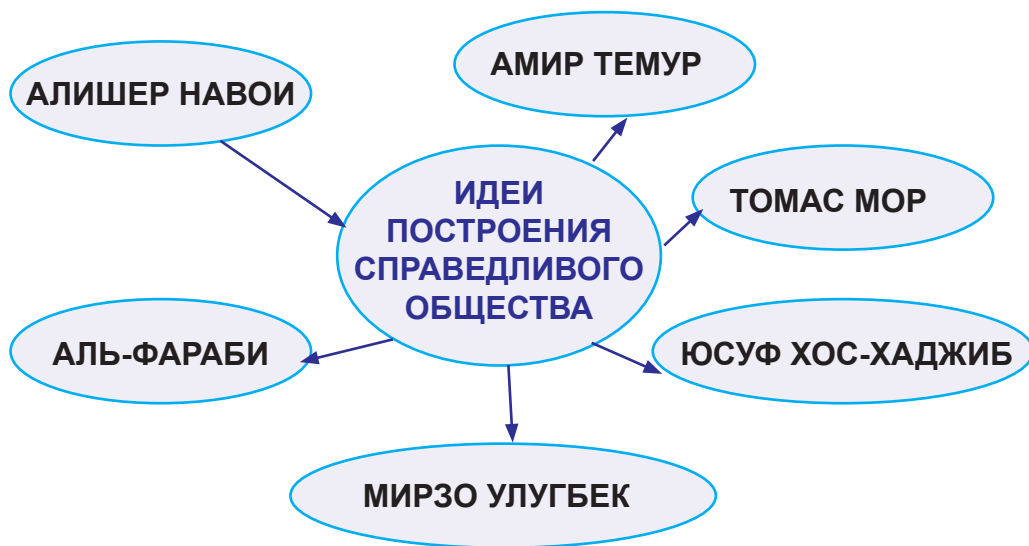 АЛИШЕР НАВОИ
АМИР ТЕМУР
ИДЕИ
ПОСТРОЕНИЯ
СПРАВЕДЛИВОГО
ОБЩЕСТВА
ТОМАС МОР
АЛЬ-ФАРАБИ
ЮСУФ ХОС-ХАДЖИБ
МИРЗО УЛУГБЕК